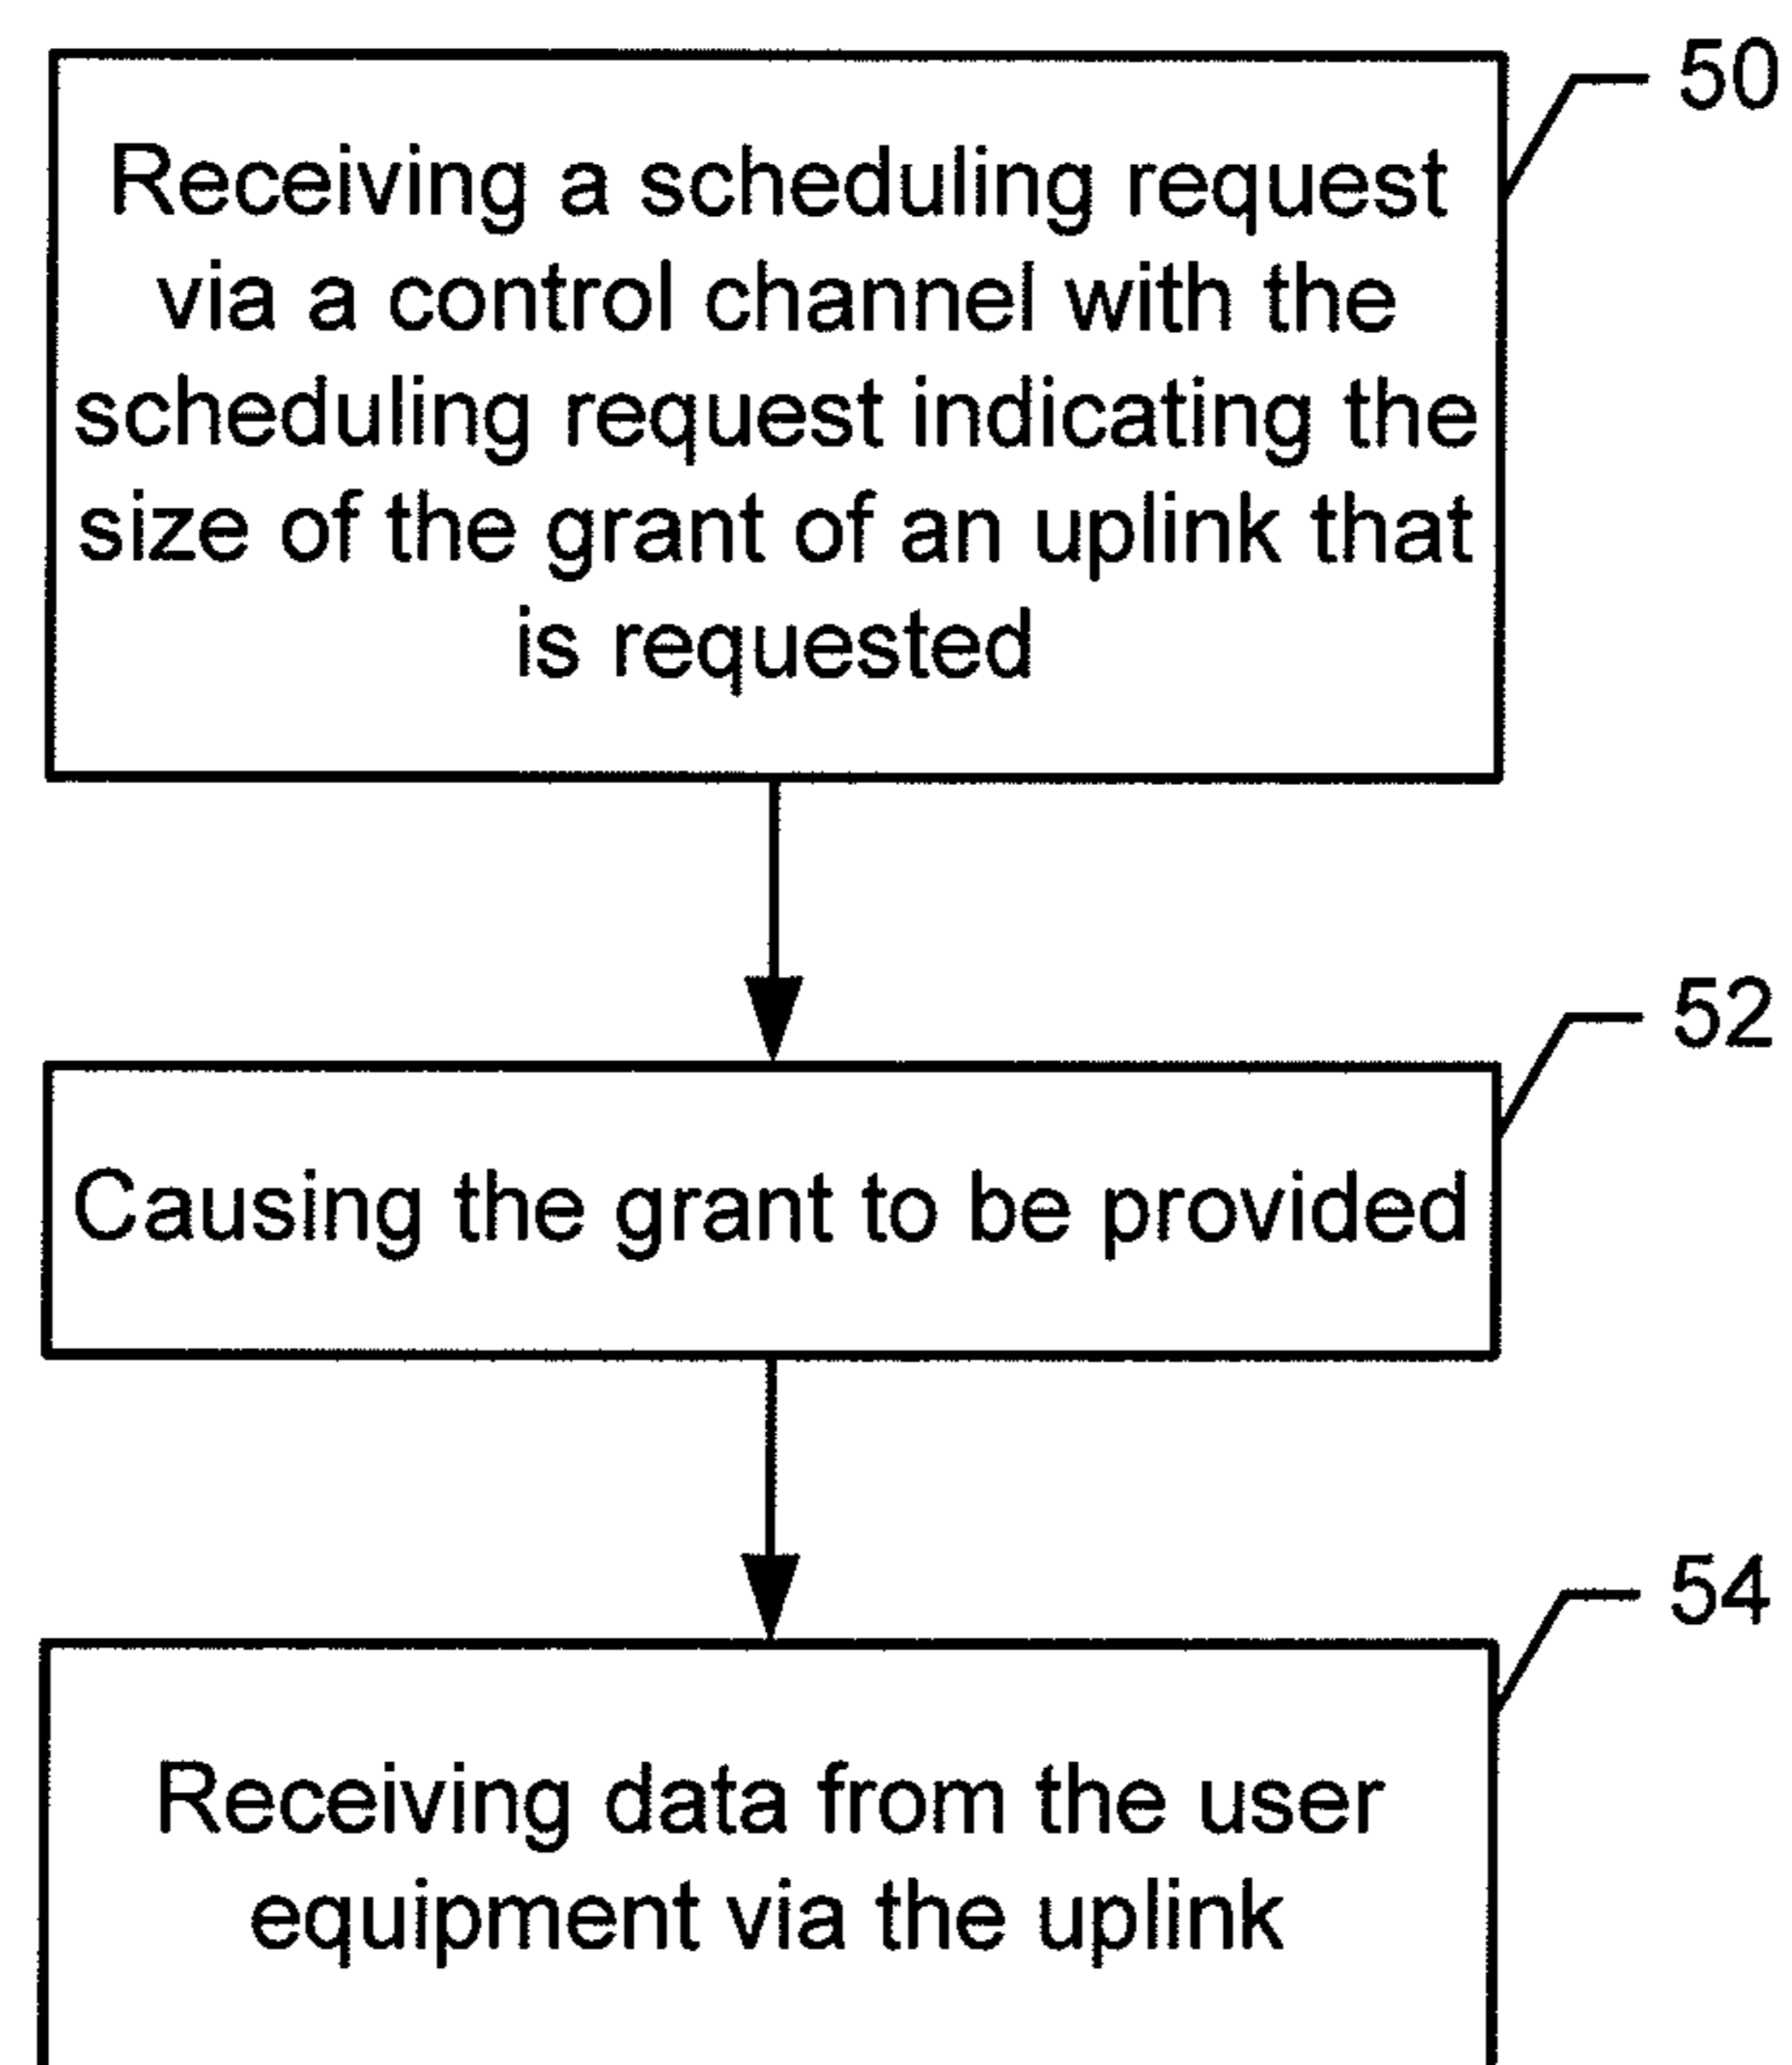 50
Receiving a scheduling request
via a control channel with the
scheduling request indicating the
size of the grant of an uplink that
is requested
52
Causing the grant to be provided
54
Receiving data from the user
equipment via the uplink